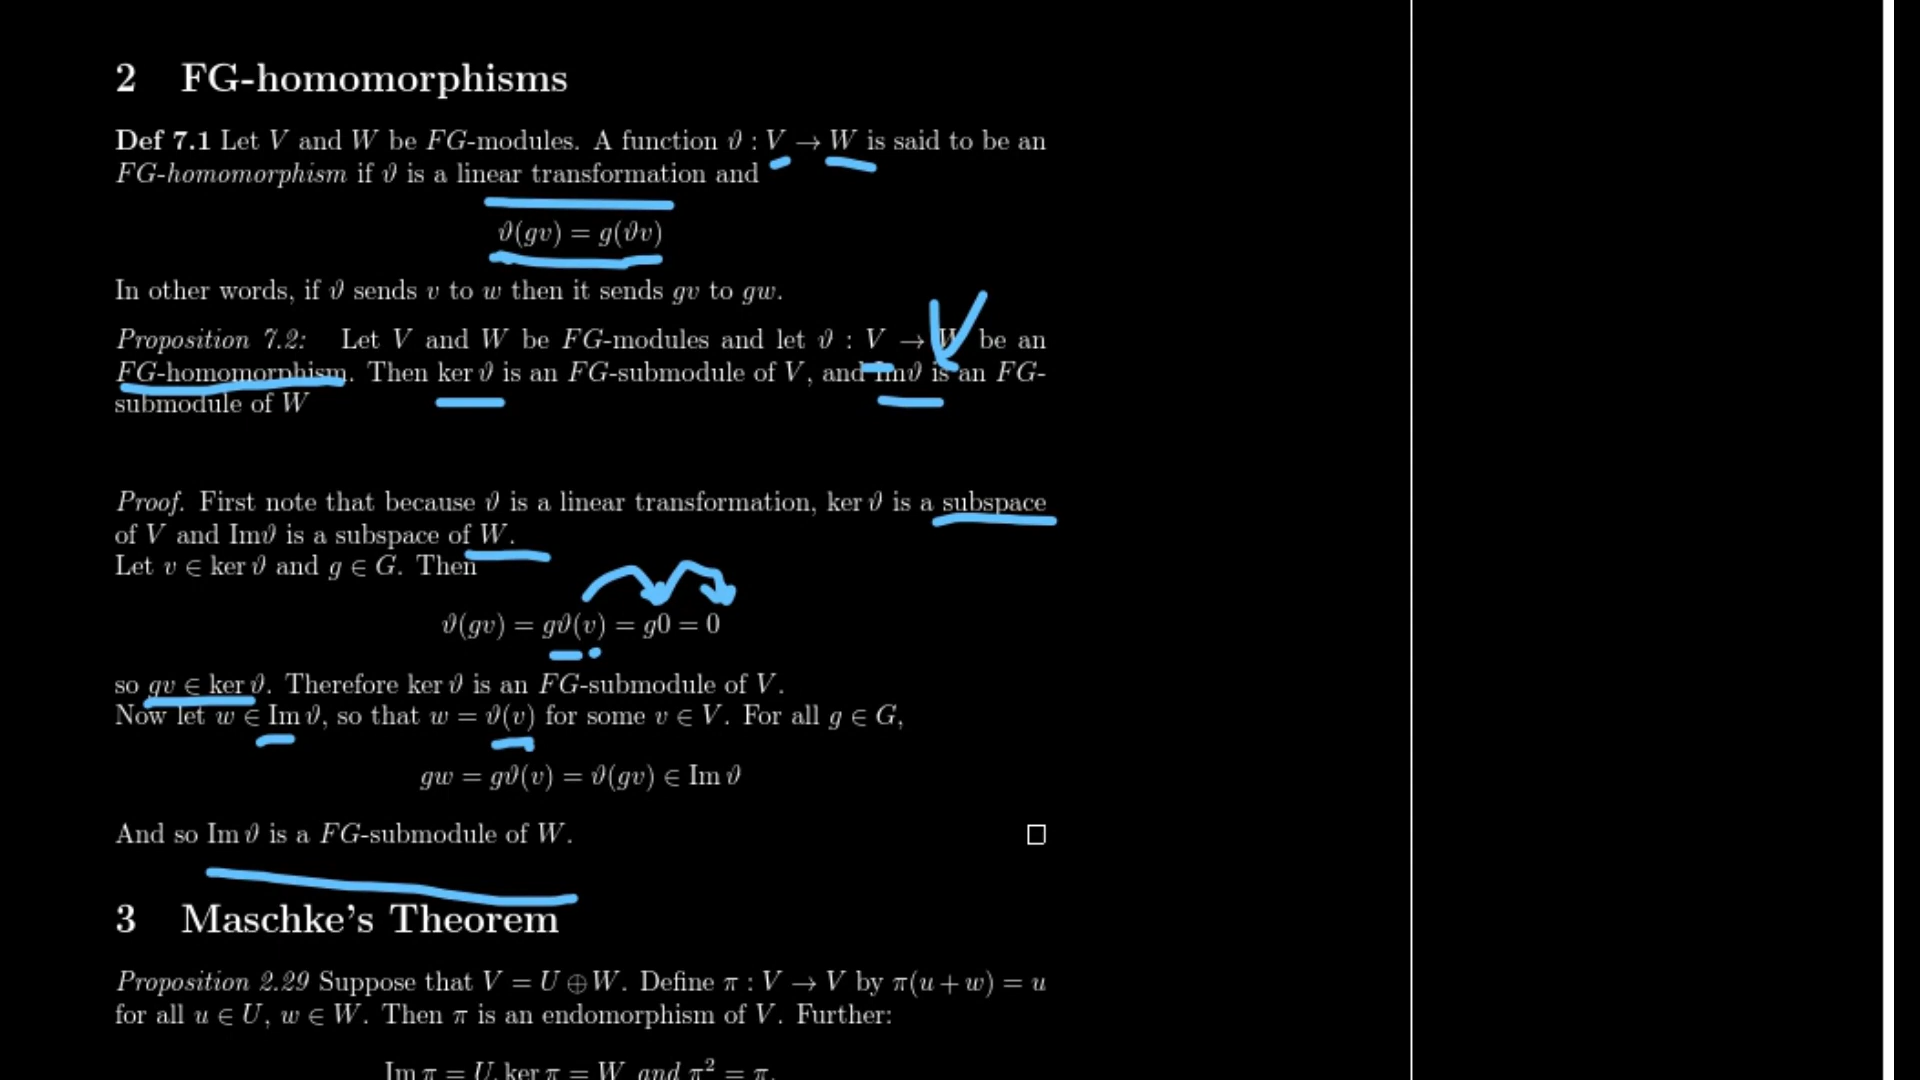 2 FG-homomorphisms
Def 7.1 Let V and W be FG-modules. A function ϑ : V → W is said to be an
FG-homomorphism if ϑ is a linear transformation and
ϑ(gv) = g(ϑv)
In other words, if ϑ sends v to w then it sends gv to gw.
Proposition 7.2: Let V and W be FG-modules and let ϑ : V → W be an
FG-homomorphism. Then ker ϑ is an FG-submodule of V, and Imϑ is an FG-
submodule of W
Proof. First note that because ϑ is a linear transformation, ker ϑ is a subspace
of V and Imϑ is a subspace of W.
Let v ∈ ker ϑ and g ∈ G. Then
ϑ(gv) = gϑ(v) = g0 = 0
so gv ∈ ker ϑ. Therefore ker ϑ is an FG-submodule of V.
Now let w ∈ Im ϑ, so that w = ϑ(v) for some v ∈ V. For all g ∈ G,
gw = gϑ(v) = ϑ(gv) ∈ Im ϑ
And so Im ϑ is a FG-submodule of W. □
3 Maschke's Theorem
Proposition 2.29 Suppose that V = U ⊕ W. Define π : V → V by π(u + w) = u
for all u ∈ U, w ∈ W. Then π is an endomorphism of V. Further:
Im π = U, ker π = W and π² = π.